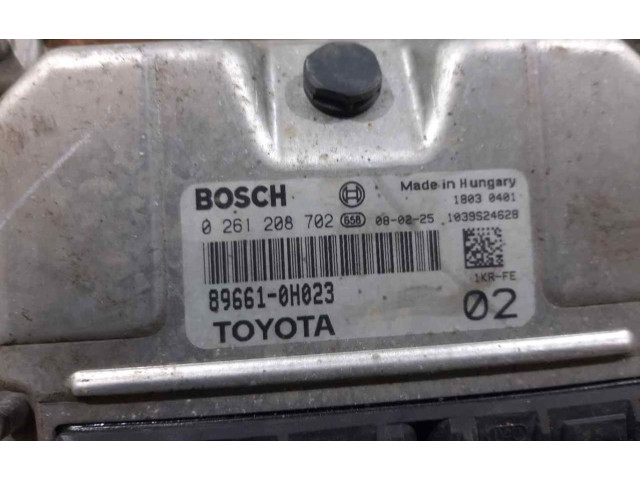 BOSCH Made in Hungary
1803 0401
0 261 208 702 658 08-02-25 1039S24628
1KR-FE
89661-0H023
TOYOTA 02